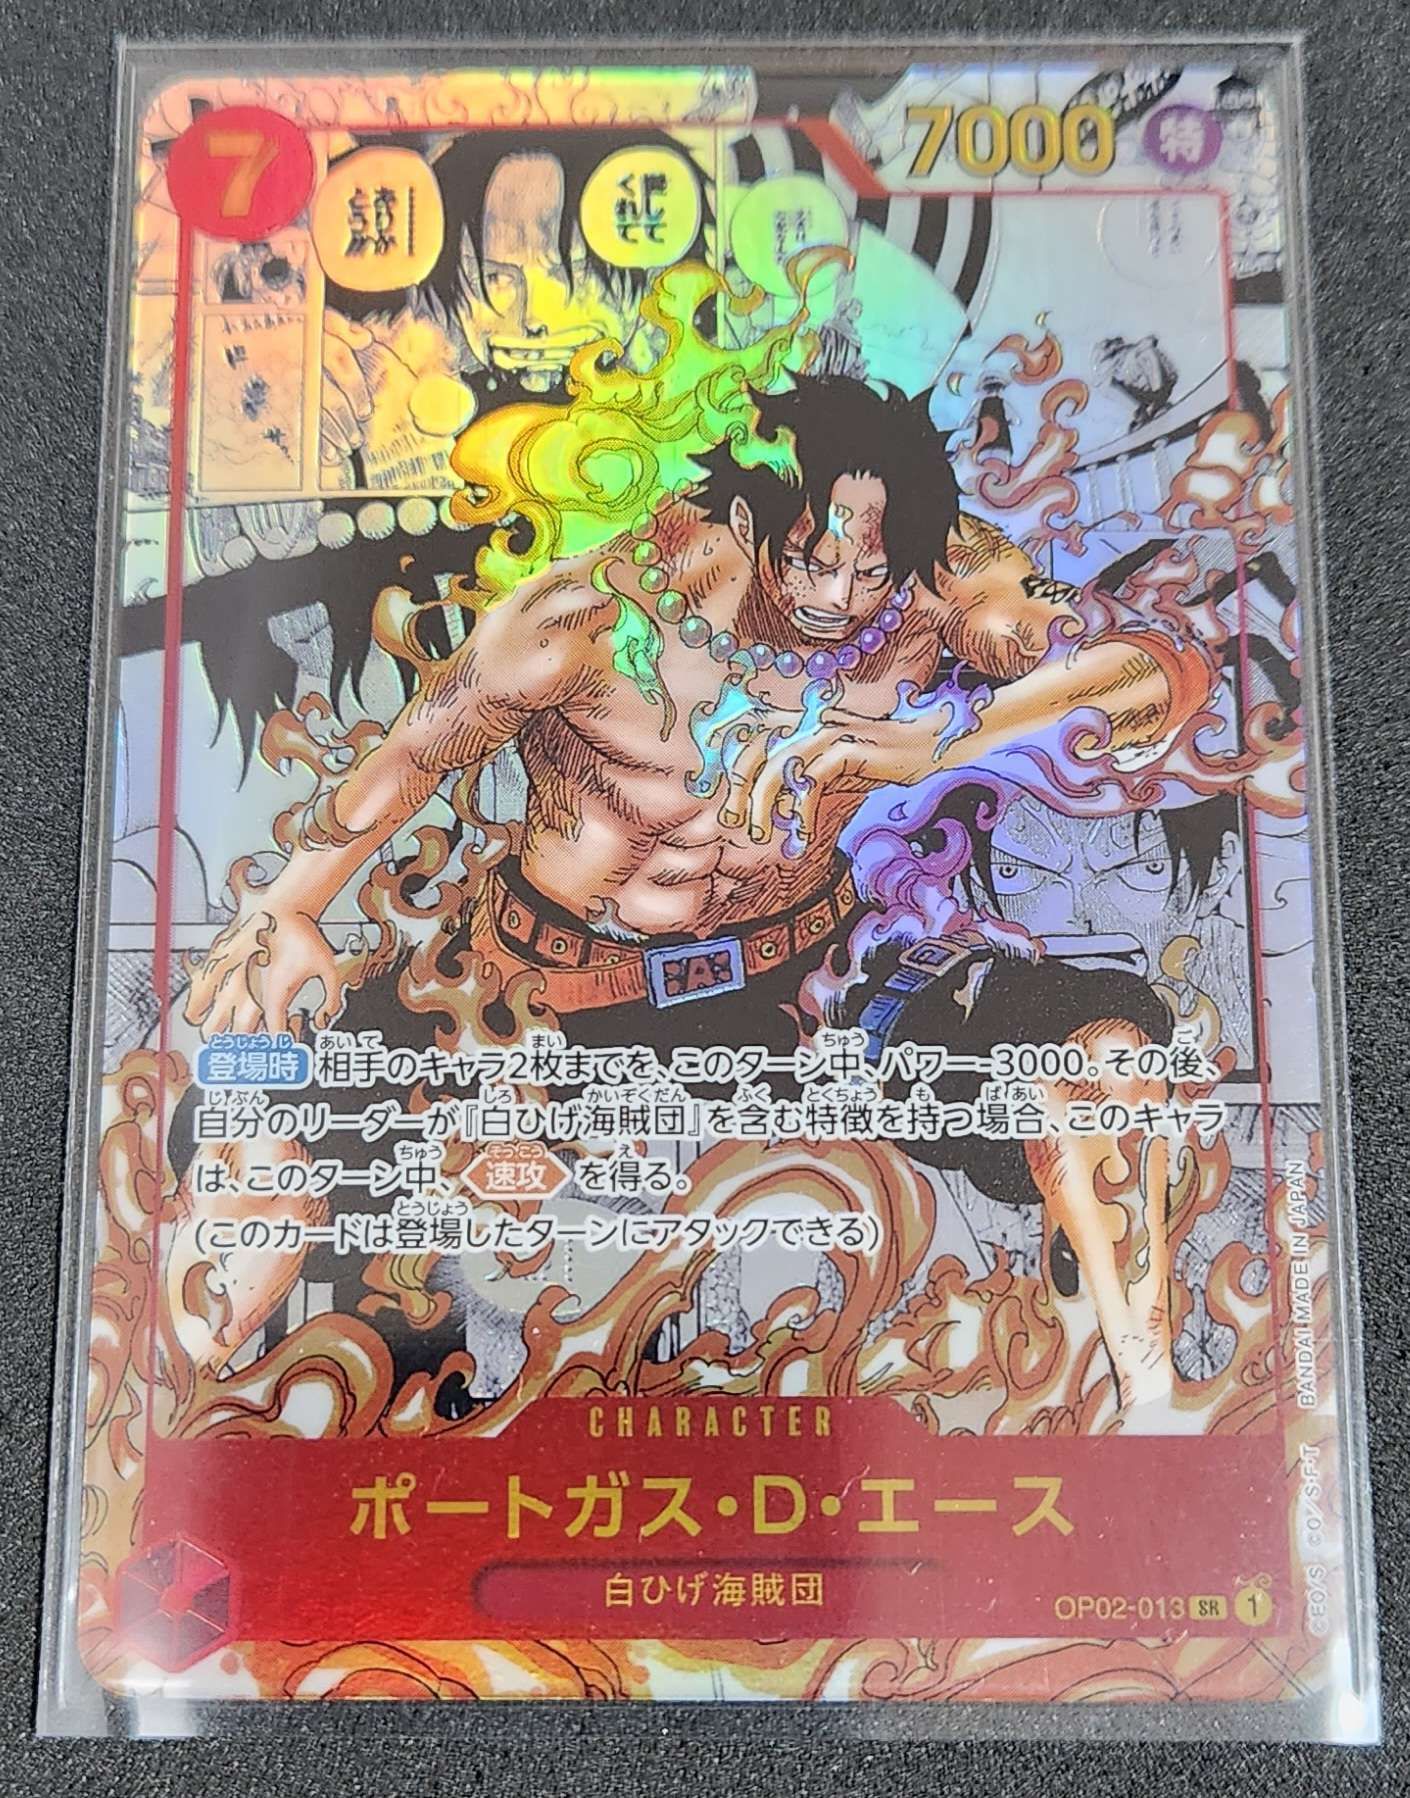 7
7000
特
隠して
くれて
登場時 相手のキャラ2枚までを、このターン中、パワー-3000。その後、
自分のリーダーが『白ひげ海賊団』を含む特徴を持つ場合、このキャラ
は、このターン中、速攻 を得る。
(このカードは登場したターンにアタックできる)
CHARACTER
ポートガス・D・エース
白ひげ海賊団
OP02-013 SR 1
©E.O./S. ©O./S.F.T BANDAI MADE IN JAPAN
A